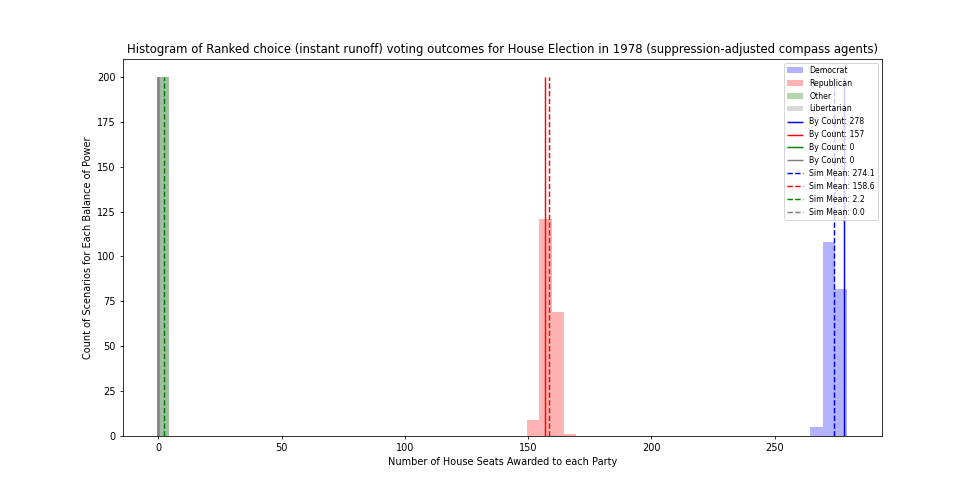 Histogram of Ranked choice (instant runoff) voting outcomes for House Election in 1978 (suppression-adjusted compass agents)
Count of Scenarios for Each Balance of Power
200
175
150
125
100
75
50
25
0
Democrat
Republican
Other
Libertarian
By Count: 278
By Count: 157
By Count: 0
By Count: 0
Sim Mean: 274.1
Sim Mean: 158.6
Sim Mean: 2.2
Sim Mean: 0.0
0 50 100 150 200 250
Number of House Seats Awarded to each Party